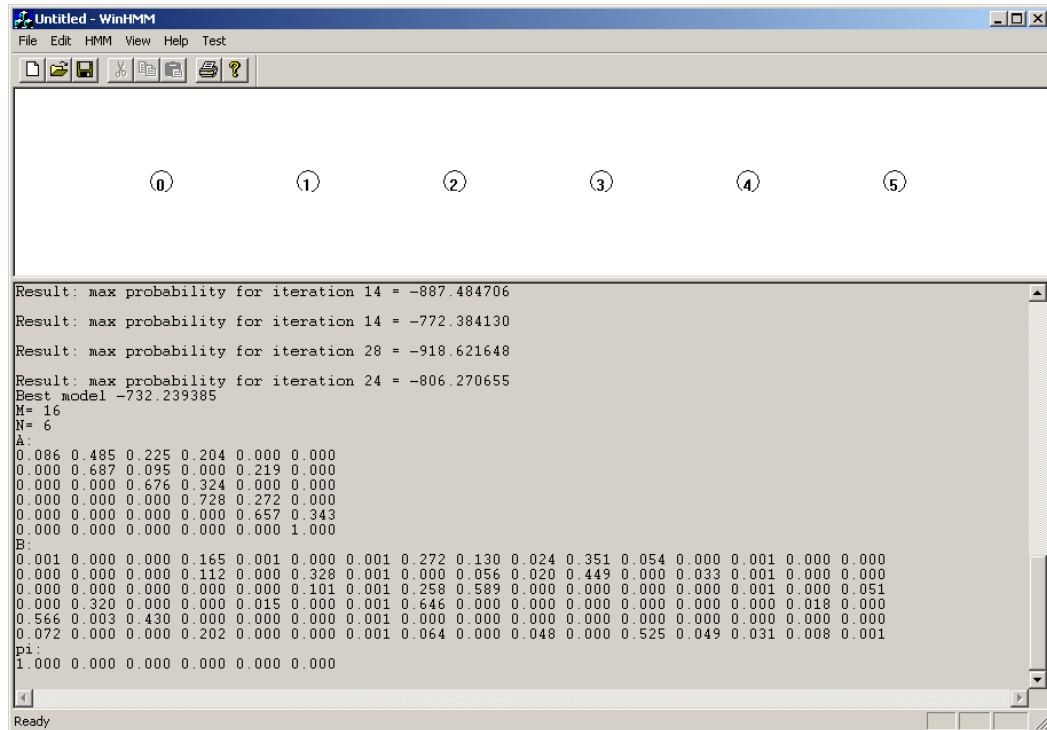 Untitled - WinHMM
File Edit HMM View Help Test
0 1 2 3 4 5
Result: max probability for iteration 14 = -887.484706
Result: max probability for iteration 14 = -772.384130
Result: max probability for iteration 28 = -918.621648
Result: max probability for iteration 24 = -806.270655
Best model -732.239385
M= 16
N= 6
A:
0.086 0.485 0.225 0.204 0.000 0.000
0.000 0.687 0.095 0.000 0.219 0.000
0.000 0.000 0.676 0.324 0.000 0.000
0.000 0.000 0.000 0.728 0.272 0.000
0.000 0.000 0.000 0.000 0.657 0.343
0.000 0.000 0.000 0.000 0.000 1.000
B:
0.001 0.000 0.000 0.165 0.001 0.000 0.001 0.272 0.130 0.024 0.351 0.054 0.000 0.001 0.000 0.000
0.000 0.000 0.000 0.112 0.000 0.328 0.001 0.000 0.056 0.020 0.449 0.000 0.033 0.001 0.000 0.000
0.000 0.000 0.000 0.000 0.000 0.101 0.001 0.258 0.589 0.000 0.000 0.000 0.000 0.001 0.000 0.051
0.000 0.320 0.000 0.000 0.015 0.000 0.001 0.646 0.000 0.000 0.000 0.000 0.000 0.000 0.018 0.000
0.566 0.003 0.430 0.000 0.000 0.000 0.001 0.000 0.000 0.000 0.000 0.000 0.000 0.000 0.000 0.000
0.072 0.000 0.000 0.202 0.000 0.000 0.001 0.064 0.000 0.048 0.000 0.525 0.049 0.031 0.008 0.001
pi:
1.000 0.000 0.000 0.000 0.000 0.000
Ready